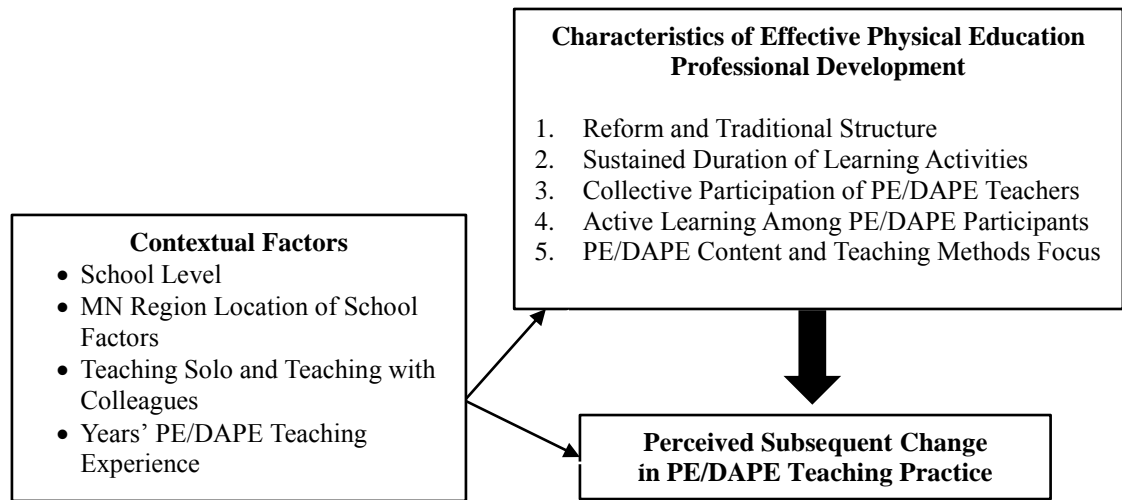 Characteristics of Effective Physical Education
Professional Development
1. Reform and Traditional Structure
2. Sustained Duration of Learning Activities
3. Collective Participation of PE/DAPE Teachers
4. Active Learning Among PE/DAPE Participants
5. PE/DAPE Content and Teaching Methods Focus
Contextual Factors
• School Level
• MN Region Location of School
Factors
• Teaching Solo and Teaching with
Colleagues
• Years’ PE/DAPE Teaching
Experience
Perceived Subsequent Change
in PE/DAPE Teaching Practice